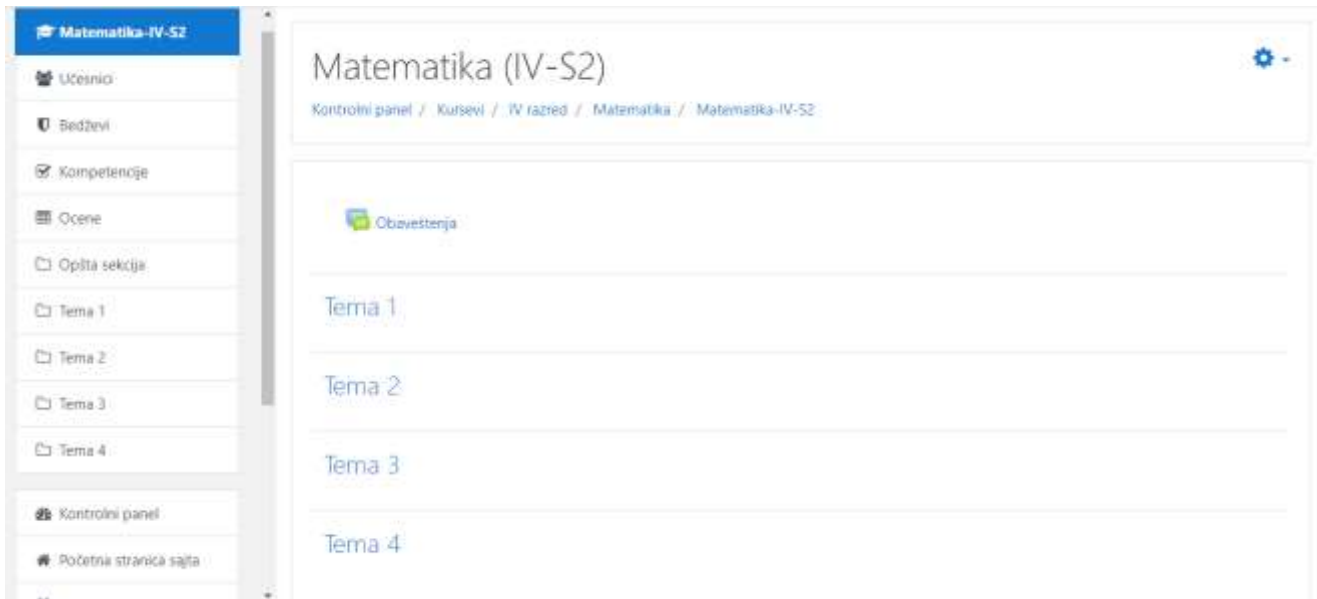 Matematika-IV-S2
Učesnici
Bedževi
Kompetencije
Ocene
Opšta sekcija
Tema 1
Tema 2
Tema 3
Tema 4
Kontrolni panel
Početna stranica sajta
Matematika (IV-S2)
Kontrolni panel / Kursevi / IV razred / Matematika / Matematika-IV-S2
Obaveštenja
Tema 1
Tema 2
Tema 3
Tema 4